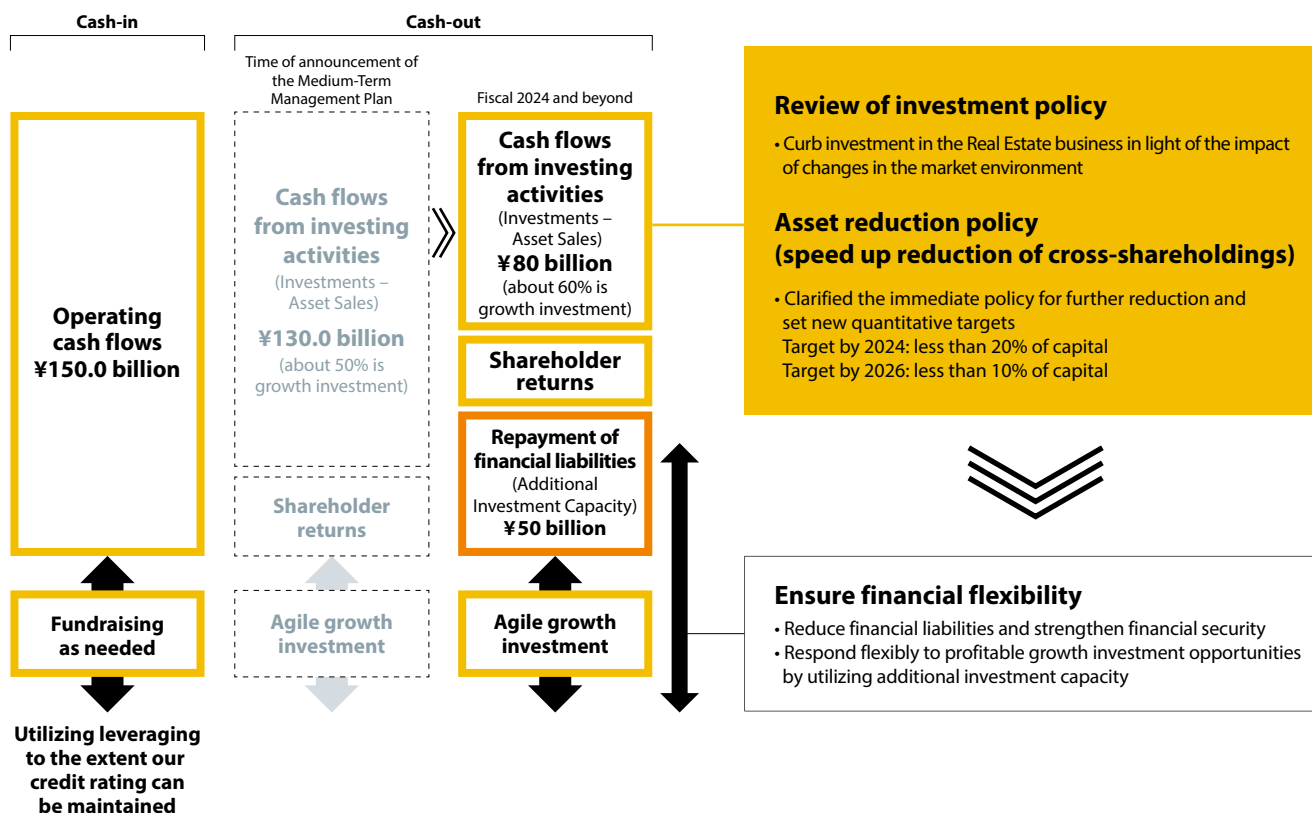 Cash-in
Operating
cash flows
¥150.0 billion
Fundraising
as needed
Utilizing leveraging
to the extent our
credit rating can
be maintained
Cash-out
Time of announcement of
the Medium-Term
Management Plan
Cash flows
from investing
activities
(Investments –
Asset Sales)
¥130.0 billion
(about 50% is
growth investment)
Shareholder
returns
Agile growth
investment
Fiscal 2024 and beyond
Cash flows
from investing
activities
(Investments –
Asset Sales)
¥80 billion
(about 60% is
growth investment)
Shareholder
returns
Repayment of
financial liabilities
(Additional
Investment Capacity)
¥50 billion
Agile growth
investment
Review of investment policy
• Curb investment in the Real Estate business in light of the impact
of changes in the market environment
Asset reduction policy
(speed up reduction of cross-shareholdings)
• Clarified the immediate policy for further reduction and
set new quantitative targets
Target by 2024: less than 20% of capital
Target by 2026: less than 10% of capital
Ensure financial flexibility
• Reduce financial liabilities and strengthen financial security
• Respond flexibly to profitable growth investment opportunities
by utilizing additional investment capacity